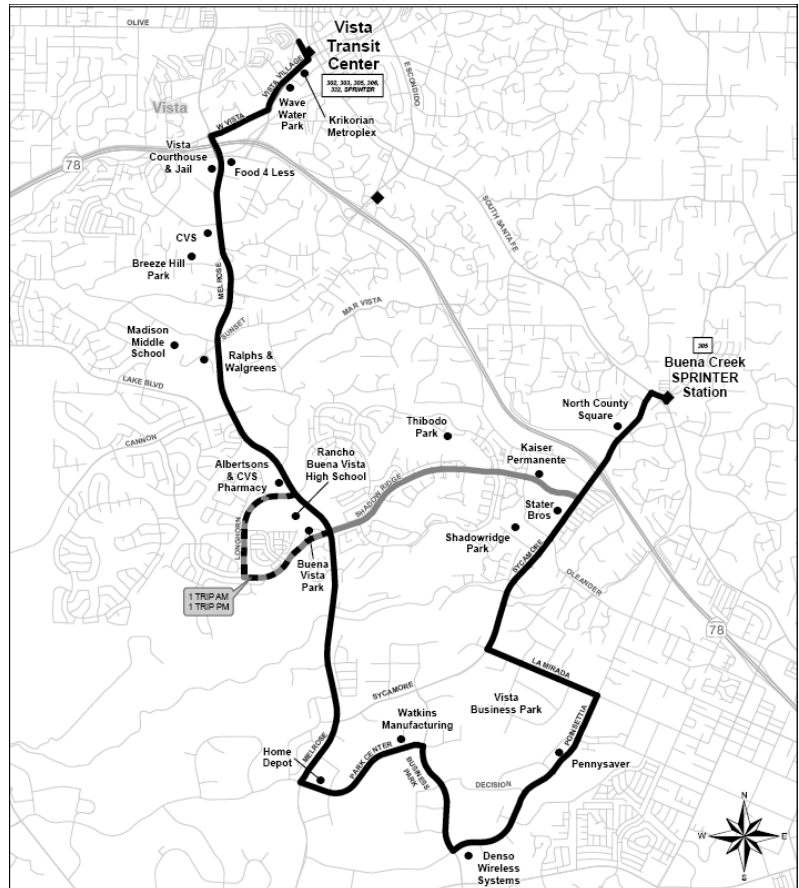 OLIVE
Vista
Transit
Center
302, 303, 305, 306,
332, SPRINTER
VISTA VILLAGE
ESCONDIDO
Vista
Wave
Water
Park
Krikorian
Metroplex
W VISTA
Vista
Courthouse
& Jail
78
Food 4 Less
SOUTH SANTA FE
CVS
Breeze Hill
Park
MELROSE
MAR VISTA
SUNSET
Madison
Middle
School
Ralphs &
Walgreens
305
Buena Creek
SPRINTER
Station
LAKE BLVD
North County
Square
CANNON
Thibodo
Park
Rancho
Buena Vista
High School
Kaiser
Permanente
Albertsons
& CVS
Pharmacy
SHADOW RIDGE
Stater
Bros
LONGHORN
Shadowridge
Park
Buena
Vista
Park
SYCAMORE
OLEANDER
1 TRIP AM
1 TRIP PM
78
LA MIRADA
SYCAMORE
Vista
Business Park
Watkins
Manufacturing
POINSETTIA
MELROSE
Home
Depot
PARK CENTER
BUSINESS
PARK
Pennysaver
DECISION
N
W
E
S
Denso
Wireless
Systems